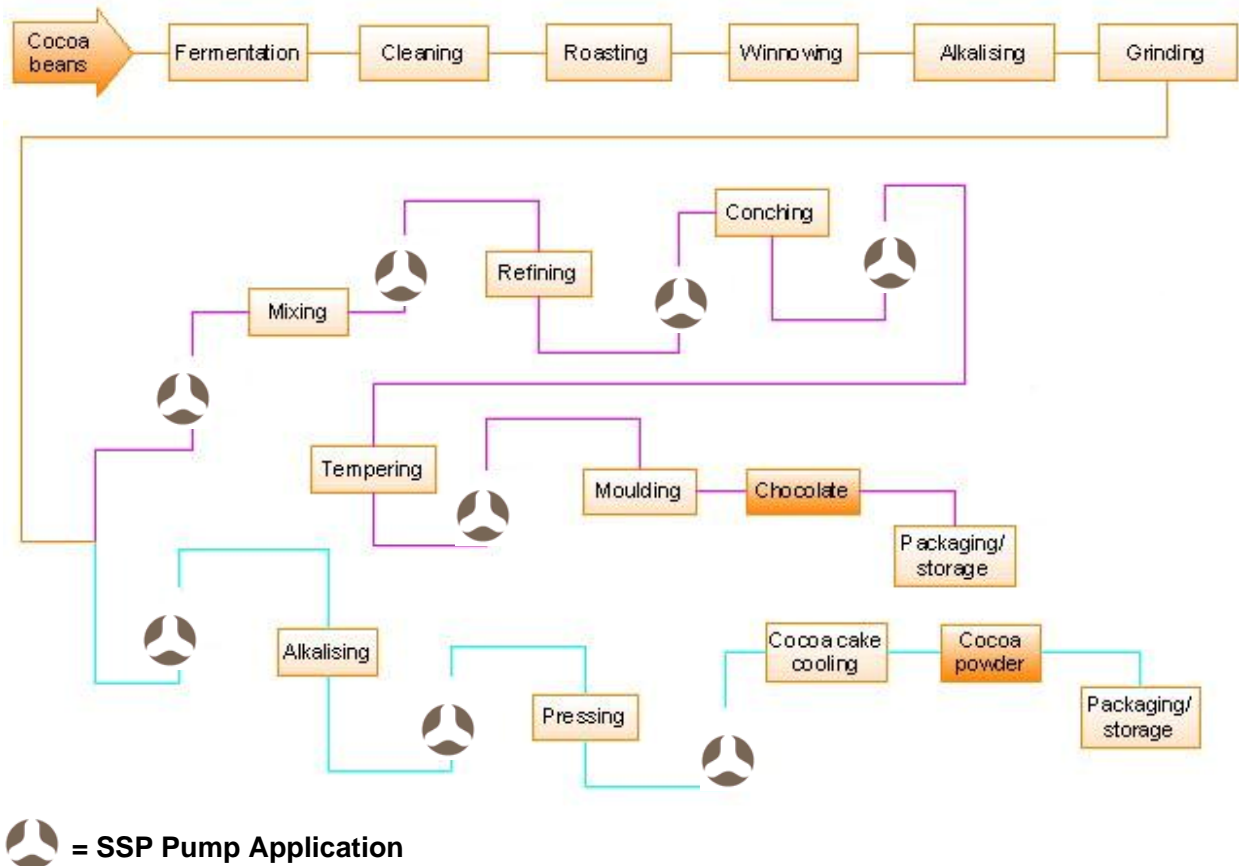 Cocoa
beans
Fermentation
Cleaning
Roasting
Winnowing
Alkalising
Grinding
Conching
Refining
Mixing
Tempering
Moulding
Chocolate
Packaging/
storage
Alkalising
Pressing
Cocoa cake
cooling
Cocoa
powder
Packaging/
storage
= SSP Pump Application